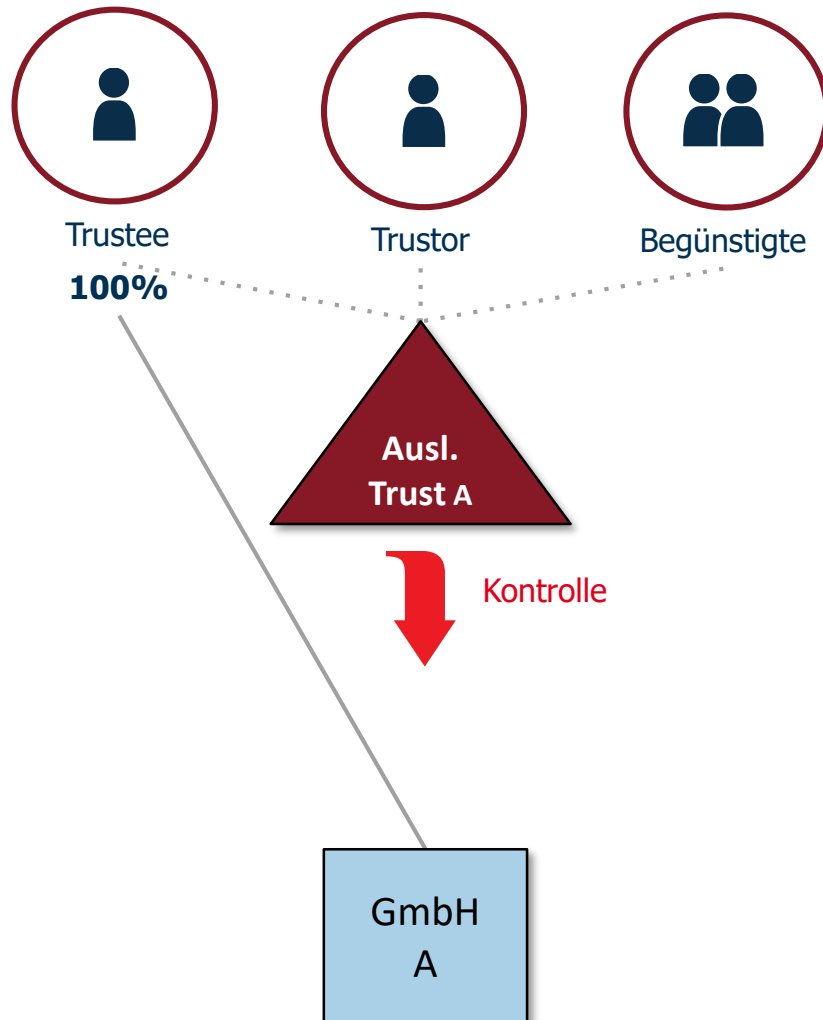 Trustee
Trustor
Begünstigte
100%
Ausl.
Trust A
Kontrolle
GmbH
A